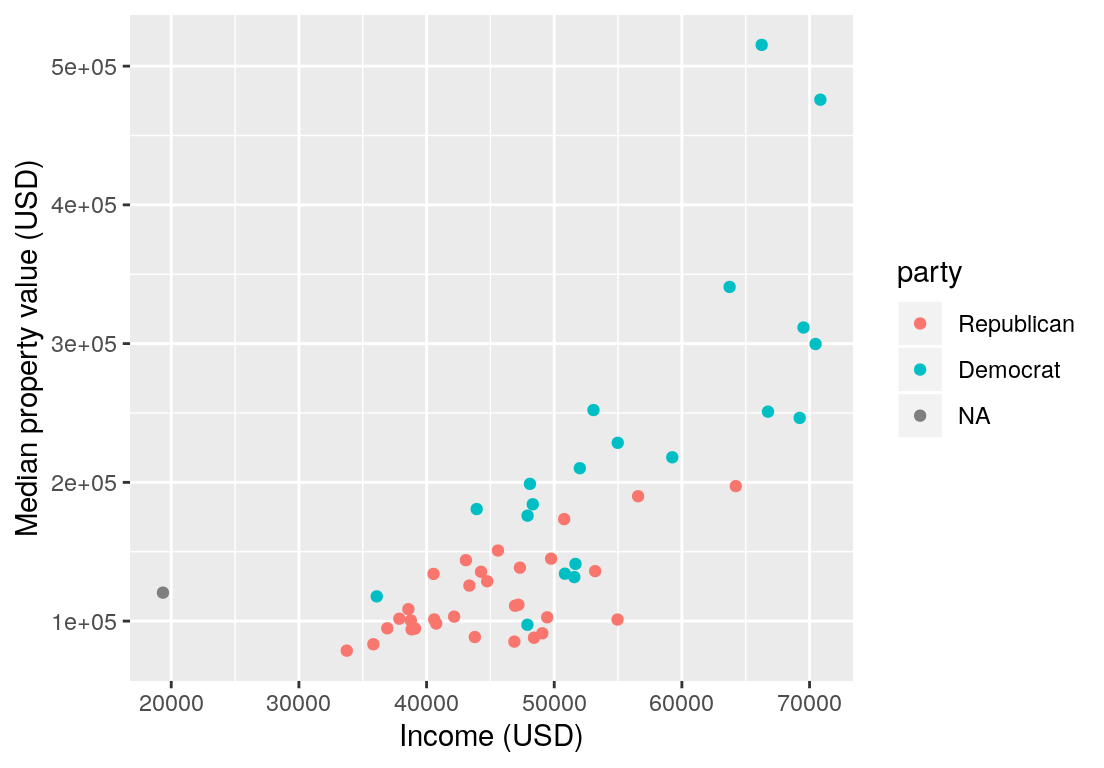 Median property value (USD)
5e+05
4e+05
3e+05
2e+05
1e+05
20000 30000 40000 50000 60000 70000
Income (USD)
party
Republican
Democrat
NA